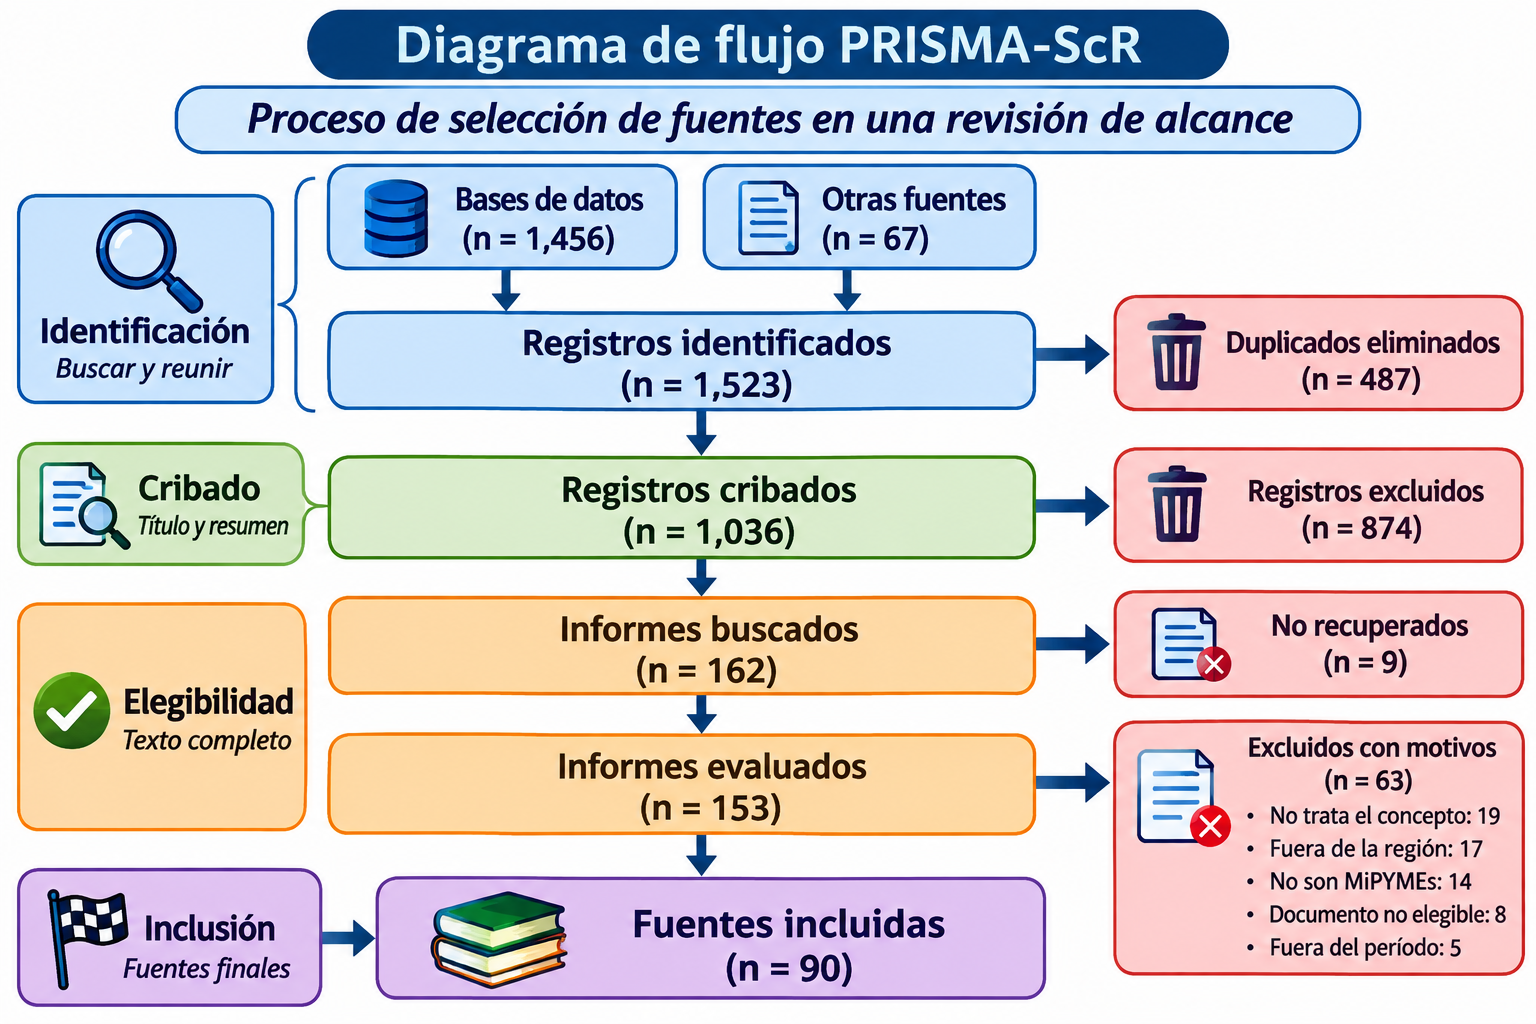 Diagrama de flujo PRISMA-ScR
Proceso de selección de fuentes en una revisión de alcance
Identificación
Buscar y reunir
Bases de datos
(n = 1,456)
Otras fuentes
(n = 67)
Registros identificados
(n = 1,523)
Duplicados eliminados
(n = 487)
Cribado
Título y resumen
Registros cribados
(n = 1,036)
Registros excluidos
(n = 874)
Elegibilidad
Texto completo
Informes buscados
(n = 162)
No recuperados
(n = 9)
Informes evaluados
(n = 153)
Excluidos con motivos
(n = 63)
• No trata el concepto: 19
• Fuera de la región: 17
• No son MiPYMEs: 14
• Documento no elegible: 8
• Fuera del período: 5
Inclusión
Fuentes finales
Fuentes incluidas
(n = 90)